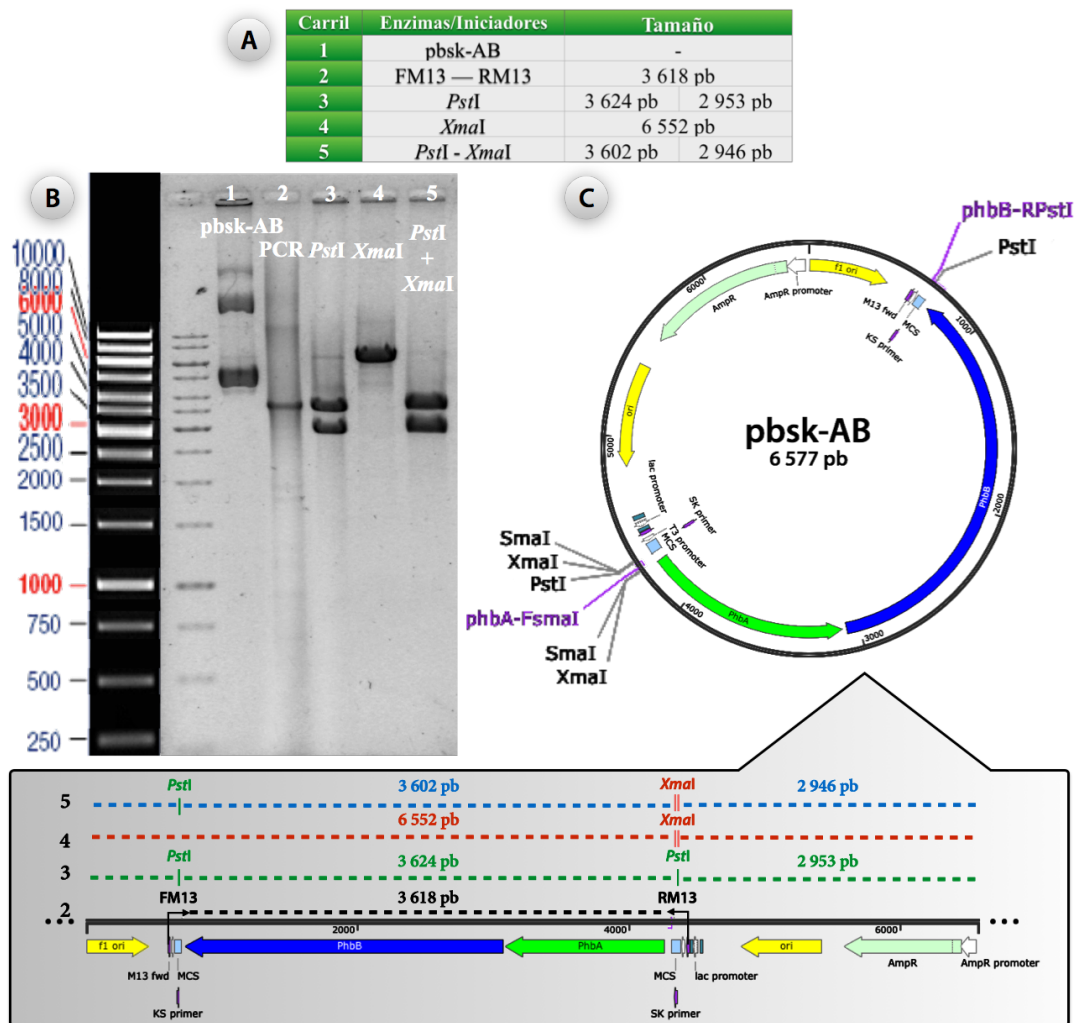 A
Carril Enzimas/Iniciadores Tamaño
1 pbsk-AB -
2 FM13 — RM13 3 618 pb
3 PstI 3 624 pb 2 953 pb
4 XmaI 6 552 pb
5 PstI - XmaI 3 602 pb 2 946 pb
B
1 2 3 4 5
pbsk-AB
PCR PstI XmaI PstI
+
XmaI
10000
8000
6000
5000
4000
3500
3000
2500
2000
1500
1000
750
500
250
C
phbB-RPstI
PstI
f1 ori
AmpR promoter
AmpR
6000
M13 fwd
MCS
KS primer
1000
ori
5000
pbsk-AB
6 577 pb
PhbB
2000
lac promoter
SK primer
T3 promoter
MCS
SmaI
XmaI
PstI
phbA-FsmaI
PhbA
4000
3000
SmaI
XmaI
PstI 3 602 pb XmaI 2 946 pb
5
6 552 pb XmaI
4
PstI 3 624 pb PstI 2 953 pb
3
FM13 3 618 pb RM13
2
2000 4000 6000
f1 ori PhbB PhbA ori AmpR
M13 fwd MCS MCS lac promoter AmpR promoter
KS primer SK primer